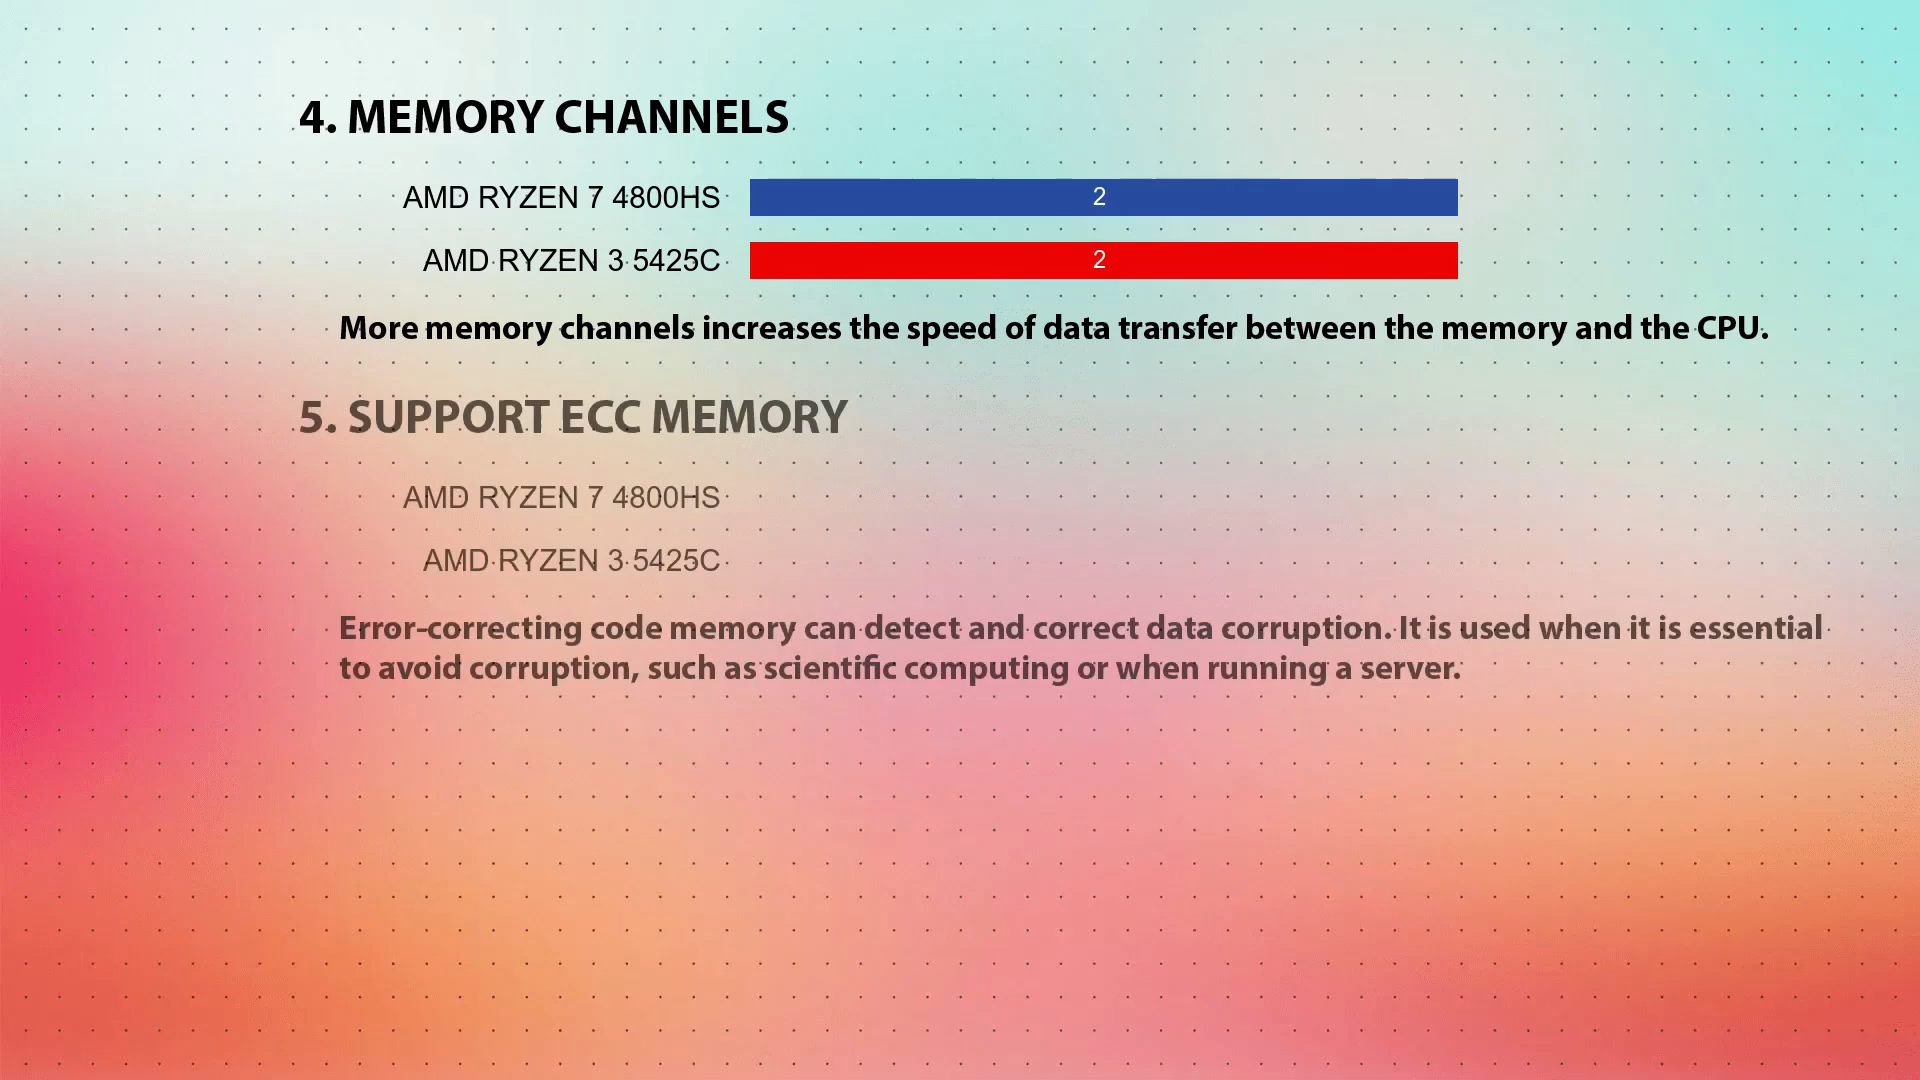 4. MEMORY CHANNELS
AMD RYZEN 7 4800HS 2
AMD RYZEN 3 5425C 2
More memory channels increases the speed of data transfer between the memory and the CPU.
5. SUPPORT ECC MEMORY
AMD RYZEN 7 4800HS
AMD RYZEN 3 5425C
Error-correcting code memory can detect and correct data corruption. It is used when it is essential
to avoid corruption, such as scientific computing or when running a server.